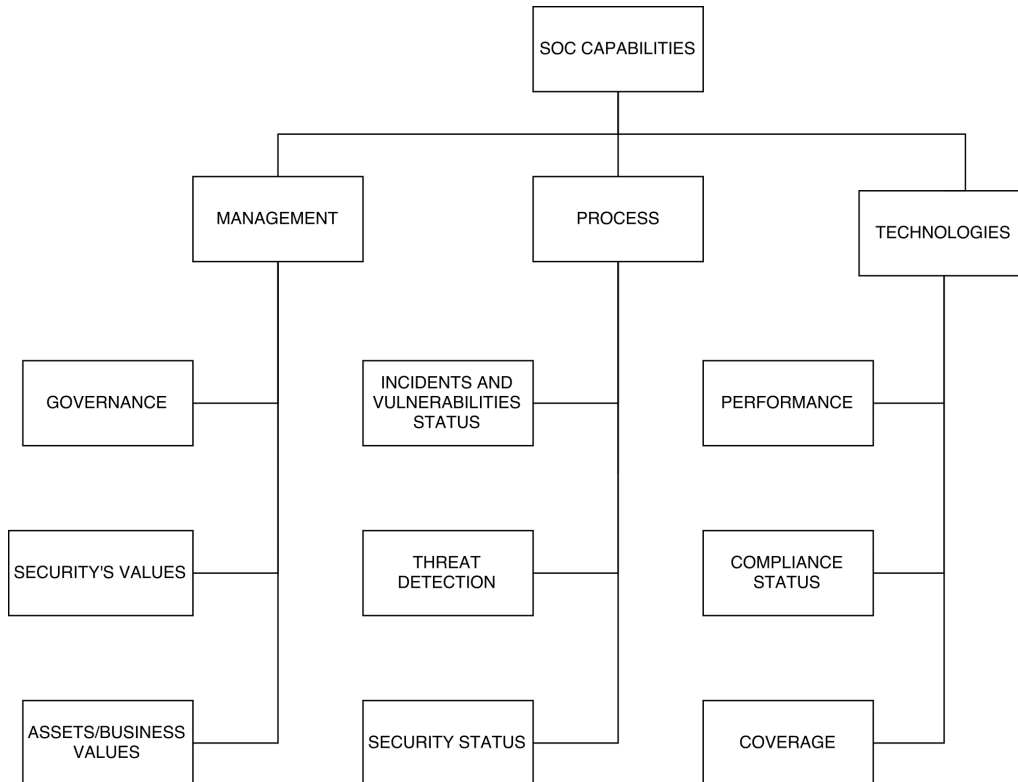 SOC CAPABILITIES
MANAGEMENT
PROCESS
TECHNOLOGIES
GOVERNANCE
INCIDENTS AND
VULNERABILITIES
STATUS
PERFORMANCE
SECURITY'S VALUES
THREAT
DETECTION
COMPLIANCE
STATUS
ASSETS/BUSINESS
VALUES
SECURITY STATUS
COVERAGE